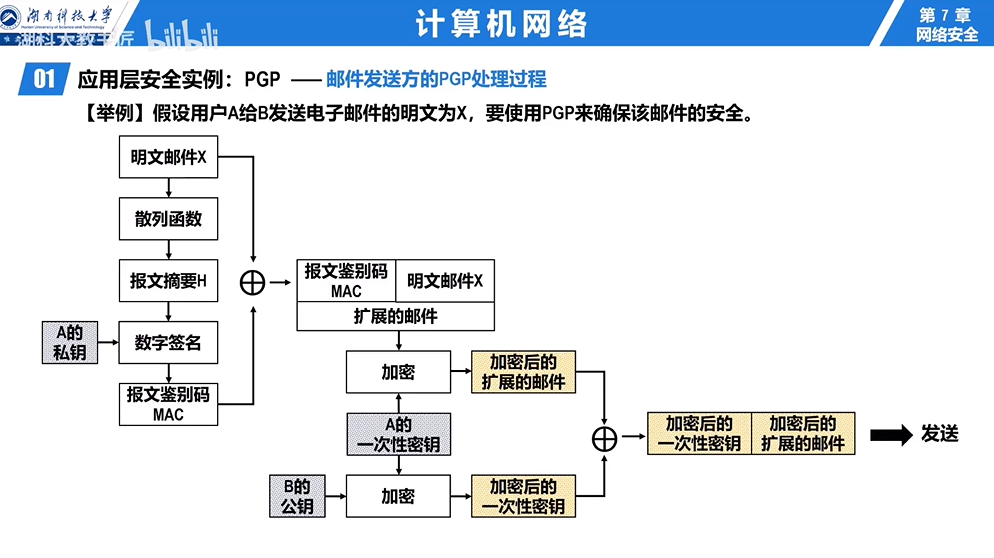 湖南科技大学
Hunan University of Science and Technology
湖科大教书匠 bilibili
计算机网络
第 7 章
网络安全
01 应用层安全实例：PGP —— 邮件发送方的PGP处理过程
【举例】假设用户A给B发送电子邮件的明文为X，要使用PGP来确保该邮件的安全。
明文邮件X
散列函数
报文摘要H
A的
私钥
数字签名
报文鉴别码
MAC
报文鉴别码
MAC
明文邮件X
扩展的邮件
加密
加密后的
扩展的邮件
A的
一次性密钥
B的
公钥
加密
加密后的
一次性密钥
加密后的
一次性密钥
加密后的
扩展的邮件
发送